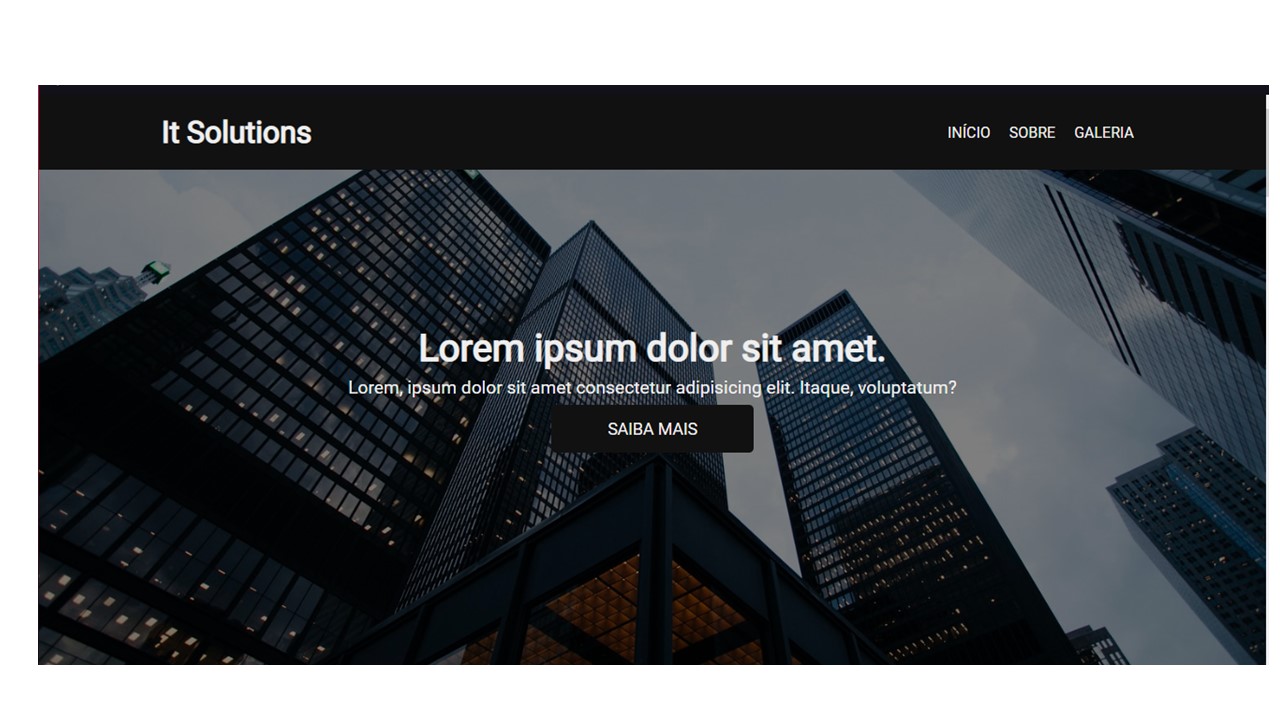 It Solutions
INÍCIO SOBRE GALERIA
Lorem ipsum dolor sit amet.
Lorem, ipsum dolor sit amet consectetur adipisicing elit. Itaque, voluptatum?
SAIBA MAIS